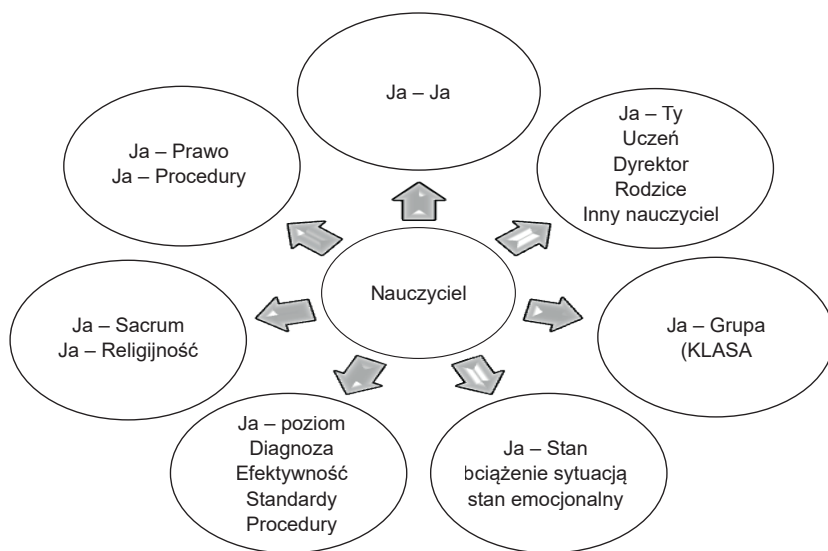 Ja – Ja
Ja – Ty
Uczeń
Dyrektor
Rodzice
Inny nauczyciel
Ja – Prawo
Ja – Procedury
Nauczyciel
Ja – Sacrum
Ja – Religijność
Ja – Grupa
(KLASA
Ja – poziom
Diagnoza
Efektywność
Standardy
Procedury
Ja – Stan
bciążenie sytuacją
stan emocjonalny